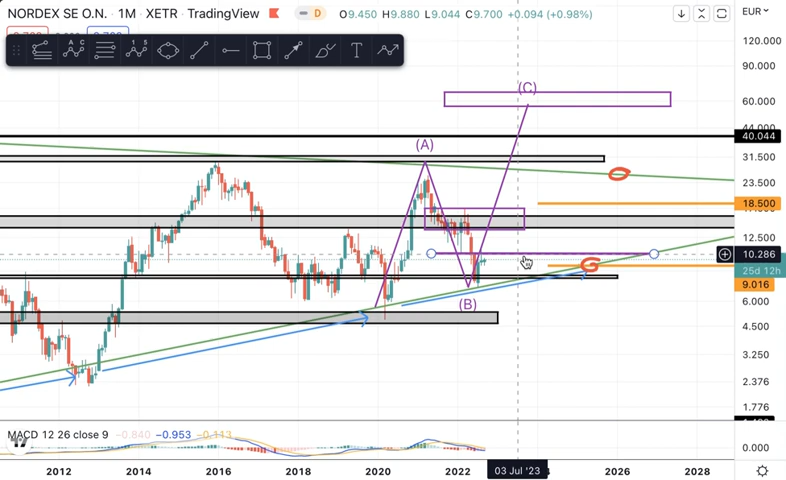 NORDEX SE O.N. · 1M · XETR · TradingView D O9.450 H9.880 L9.044 C9.700 +0.094 (+0.98%) EUR
A C
1 5
T
120.000
90.000
(C)
60.000
40.044
(A)
31.500
23.500
18.500
12.500
10.286
25d 12h
9.016
(B)
6.000
4.500
3.250
2.376
1.776
MACD 12 26 close 9 −0.840 −0.953 −0.113
0.000
2012 2014 2016 2018 2020 2022 03 Jul '23 2026 2028